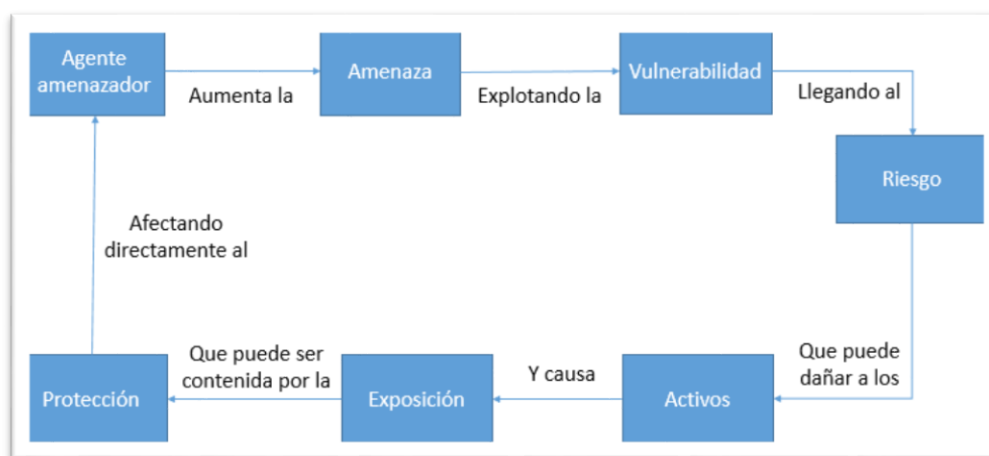 Agente
amenazador
Aumenta la
Amenaza
Explotando la
Vulnerabilidad
Llegando al
Riesgo
Que puede
dañar a los
Activos
Y causa
Exposición
Que puede ser
contenida por la
Protección
Afectando
directamente al